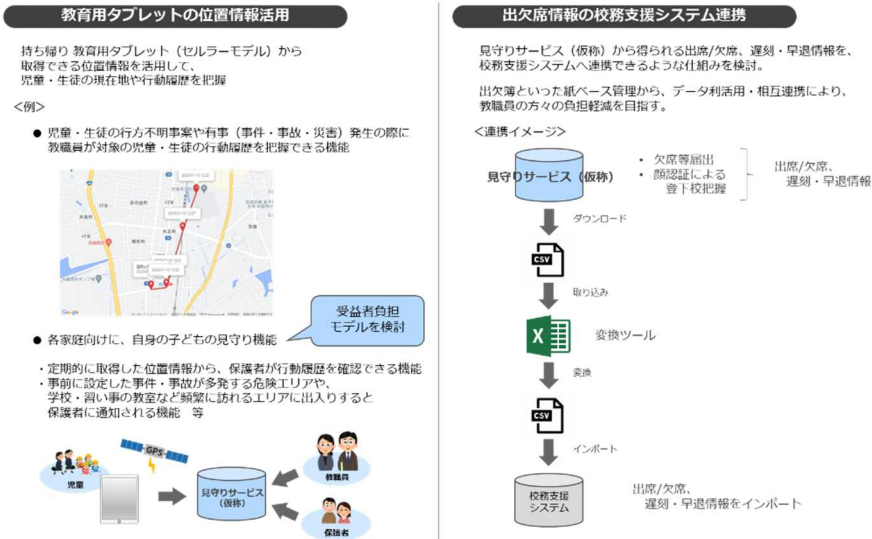 教育用タブレットの位置情報活用
持ち帰り 教育用タブレット（セルラーモデル）から
取得できる位置情報を活用して、
児童・生徒の現在地や行動履歴を把握
＜例＞
● 児童・生徒の行方不明事案や有事（事件・事故・災害）発生の際に
教職員が対象の児童・生徒の行動履歴を把握できる機能
Google
受益者負担
モデルを検討
● 各家庭向けに、自身の子どもの見守り機能
・定期的に取得した位置情報から、保護者が行動履歴を確認できる機能
・事前に設定した事件・事故が多発する危険エリアや、
学校・習い事の教室など頻繁に訪れるエリアに出入りすると
保護者に通知される機能　等
児童
GPS
見守りサービス
（仮称）
教職員
保護者
出欠席情報の校務支援システム連携
見守りサービス（仮称）から得られる出席/欠席、遅刻・早退情報を、
校務支援システムへ連携できるような仕組みを検討。
出欠簿といった紙ベース管理から、データ利活用・相互連携により、
教職員の方々の負担軽減を目指す。
＜連携イメージ＞
見守りサービス（仮称）
• 欠席等届出
• 顔認証による
登下校把握
出席/欠席、
遅刻・早退情報
ダウンロード
CSV
取り込み
X
変換ツール
変換
CSV
インポート
校務支援
システム
出席/欠席、
遅刻・早退情報をインポート